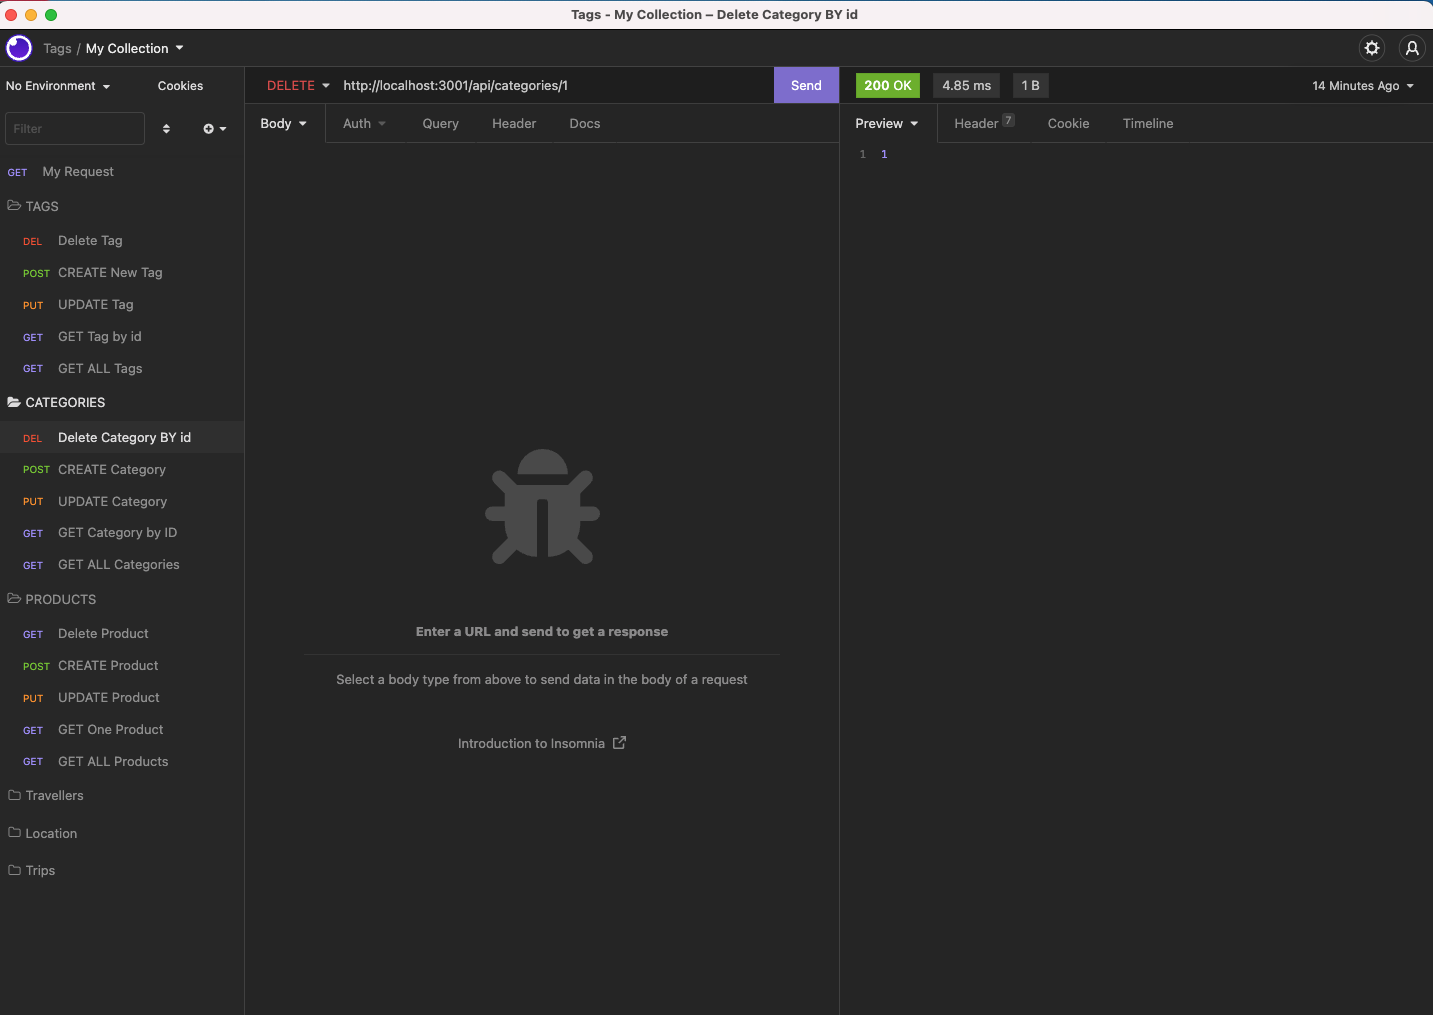 Tags - My Collection – Delete Category BY id
Tags / My Collection
No Environment
Cookies
DELETE
http://localhost:3001/api/categories/1
Send
200 OK
4.85 ms
1 B
14 Minutes Ago
Filter
Body
Auth
Query
Header
Docs
Preview
Header 7
Cookie
Timeline
1 1
GET My Request
TAGS
DEL Delete Tag
POST CREATE New Tag
PUT UPDATE Tag
GET GET Tag by id
GET GET ALL Tags
CATEGORIES
DEL Delete Category BY id
POST CREATE Category
PUT UPDATE Category
GET GET Category by ID
GET GET ALL Categories
PRODUCTS
GET Delete Product
POST CREATE Product
PUT UPDATE Product
GET GET One Product
GET GET ALL Products
Travellers
Location
Trips
Enter a URL and send to get a response
Select a body type from above to send data in the body of a request
Introduction to Insomnia